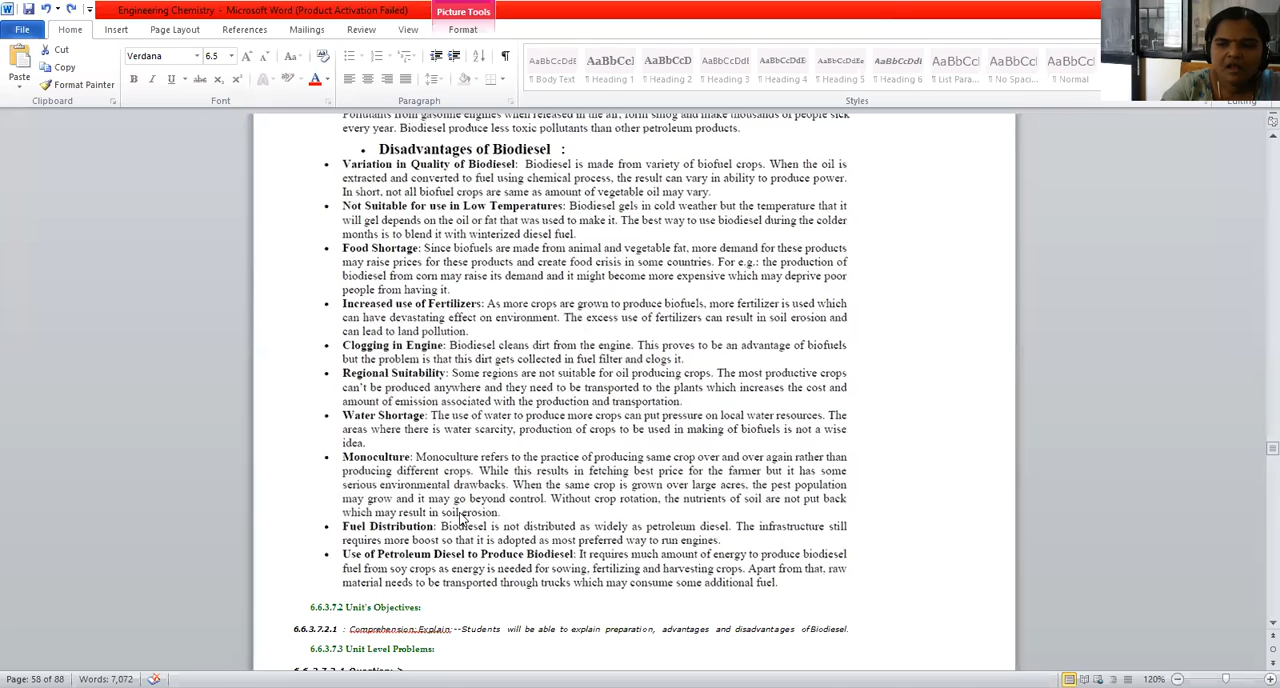 Engineering Chemistry - Microsoft Word (Product Activation Failed)
Picture Tools
File
Home
Insert
Page Layout
References
Mailings
Review
View
Format
Paste
Cut
Copy
Format Painter
Clipboard
Verdana
6.5
Font
Paragraph
AaBbCcDd
¶ Body Text
AaBbCcI
¶ Heading 1
AaBbCcD
¶ Heading 2
AaBbCcDd
¶ Heading 3
AaBbCcDdE
¶ Heading 4
AaBbCcDdEe
¶ Heading 5
AaBbCcDdE
¶ Heading 6
AaBbCcI
¶ List Para...
AaBbCcI
¶ No Spaci...
AaBbCcI
¶ Normal
Styles
Editing
Pollutants from gasoline engines when released in the air, form smog and make thousands of people sick
every year. Biodiesel produce less toxic pollutants than other petroleum products.
• Disadvantages of Biodiesel :
• Variation in Quality of Biodiesel: Biodiesel is made from variety of biofuel crops. When the oil is
extracted and converted to fuel using chemical process, the result can vary in ability to produce power.
In short, not all biofuel crops are same as amount of vegetable oil may vary.
• Not Suitable for use in Low Temperatures: Biodiesel gels in cold weather but the temperature that it
will gel depends on the oil or fat that was used to make it. The best way to use biodiesel during the colder
months is to blend it with winterized diesel fuel.
• Food Shortage: Since biofuels are made from animal and vegetable fat, more demand for these products
may raise prices for these products and create food crisis in some countries. For e.g.: the production of
biodiesel from corn may raise its demand and it might become more expensive which may deprive poor
people from having it.
• Increased use of Fertilizers: As more crops are grown to produce biofuels, more fertilizer is used which
can have devastating effect on environment. The excess use of fertilizers can result in soil erosion and
can lead to land pollution.
• Clogging in Engine: Biodiesel cleans dirt from the engine. This proves to be an advantage of biofuels
but the problem is that this dirt gets collected in fuel filter and clogs it.
• Regional Suitability: Some regions are not suitable for oil producing crops. The most productive crops
can't be produced anywhere and they need to be transported to the plants which increases the cost and
amount of emission associated with the production and transportation.
• Water Shortage: The use of water to produce more crops can put pressure on local water resources. The
areas where there is water scarcity, production of crops to be used in making of biofuels is not a wise
idea.
• Monoculture: Monoculture refers to the practice of producing same crop over and over again rather than
producing different crops. While this results in fetching best price for the farmer but it has some
serious environmental drawbacks. When the same crop is grown over large acres, the pest population
may grow and it may go beyond control. Without crop rotation, the nutrients of soil are not put back
which may result in soil erosion.
• Fuel Distribution: Biodiesel is not distributed as widely as petroleum diesel. The infrastructure still
requires more boost so that it is adopted as most preferred way to run engines.
• Use of Petroleum Diesel to Produce Biodiesel: It requires much amount of energy to produce biodiesel
fuel from soy crops as energy is needed for sowing, fertilizing and harvesting crops. Apart from that, raw
material needs to be transported through trucks which may consume some additional fuel.
6.6.3.7.2 Unit's Objectives:
6.6.3.7.2.1 : Comprehension: Explain:--Students will be able to explain preparation, advantages and disadvantages ofBiodiesel.
6.6.3.7.3 Unit Level Problems:
Page: 58 of 88
Words: 7,072
120%